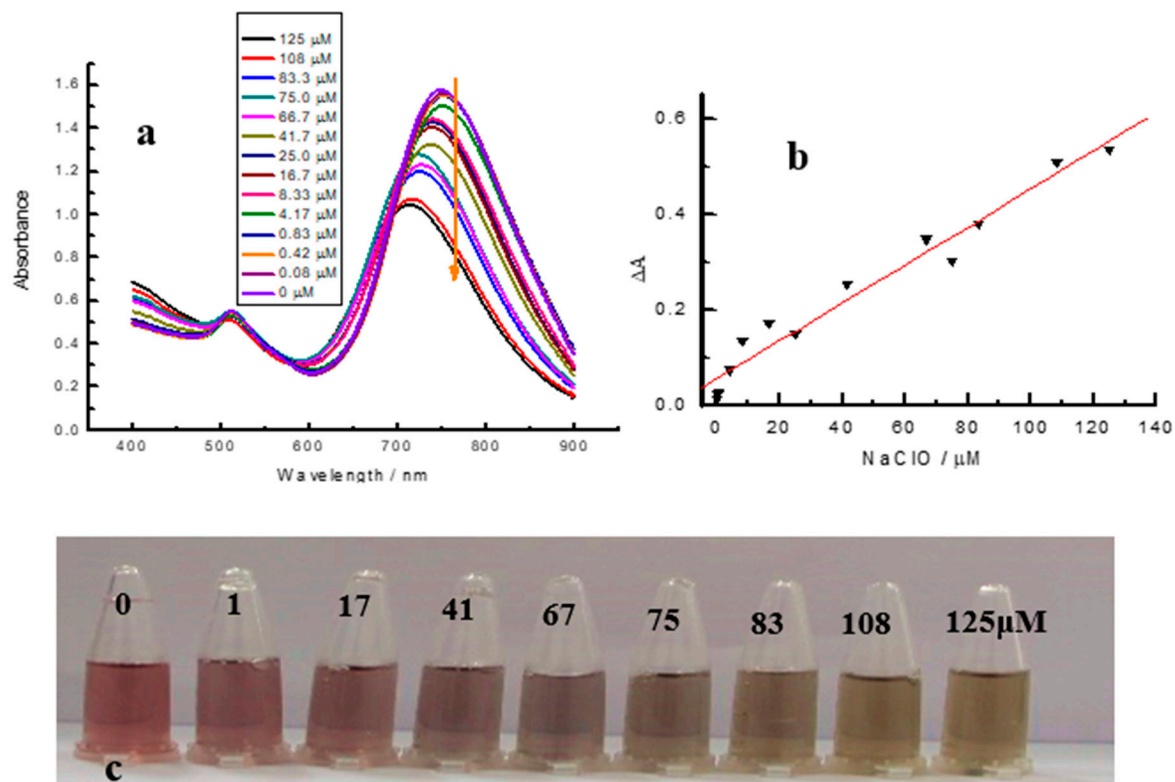 a
125 μM
108 μM
83.3 μM
75.0 μM
66.7 μM
41.7 μM
25.0 μM
16.7 μM
8.33 μM
4.17 μM
0.83 μM
0.42 μM
0.08 μM
0 μM
1.6
1.4
1.2
1.0
0.8
0.6
0.4
0.2
0.0
Absorbance
400 500 600 700 800 900
Wavelength / nm
b
0.6
0.4
0.2
0.0
ΔA
0 20 40 60 80 100 120 140
NaClO / μM
0 1 17 41 67 75 83 108 125μM
c